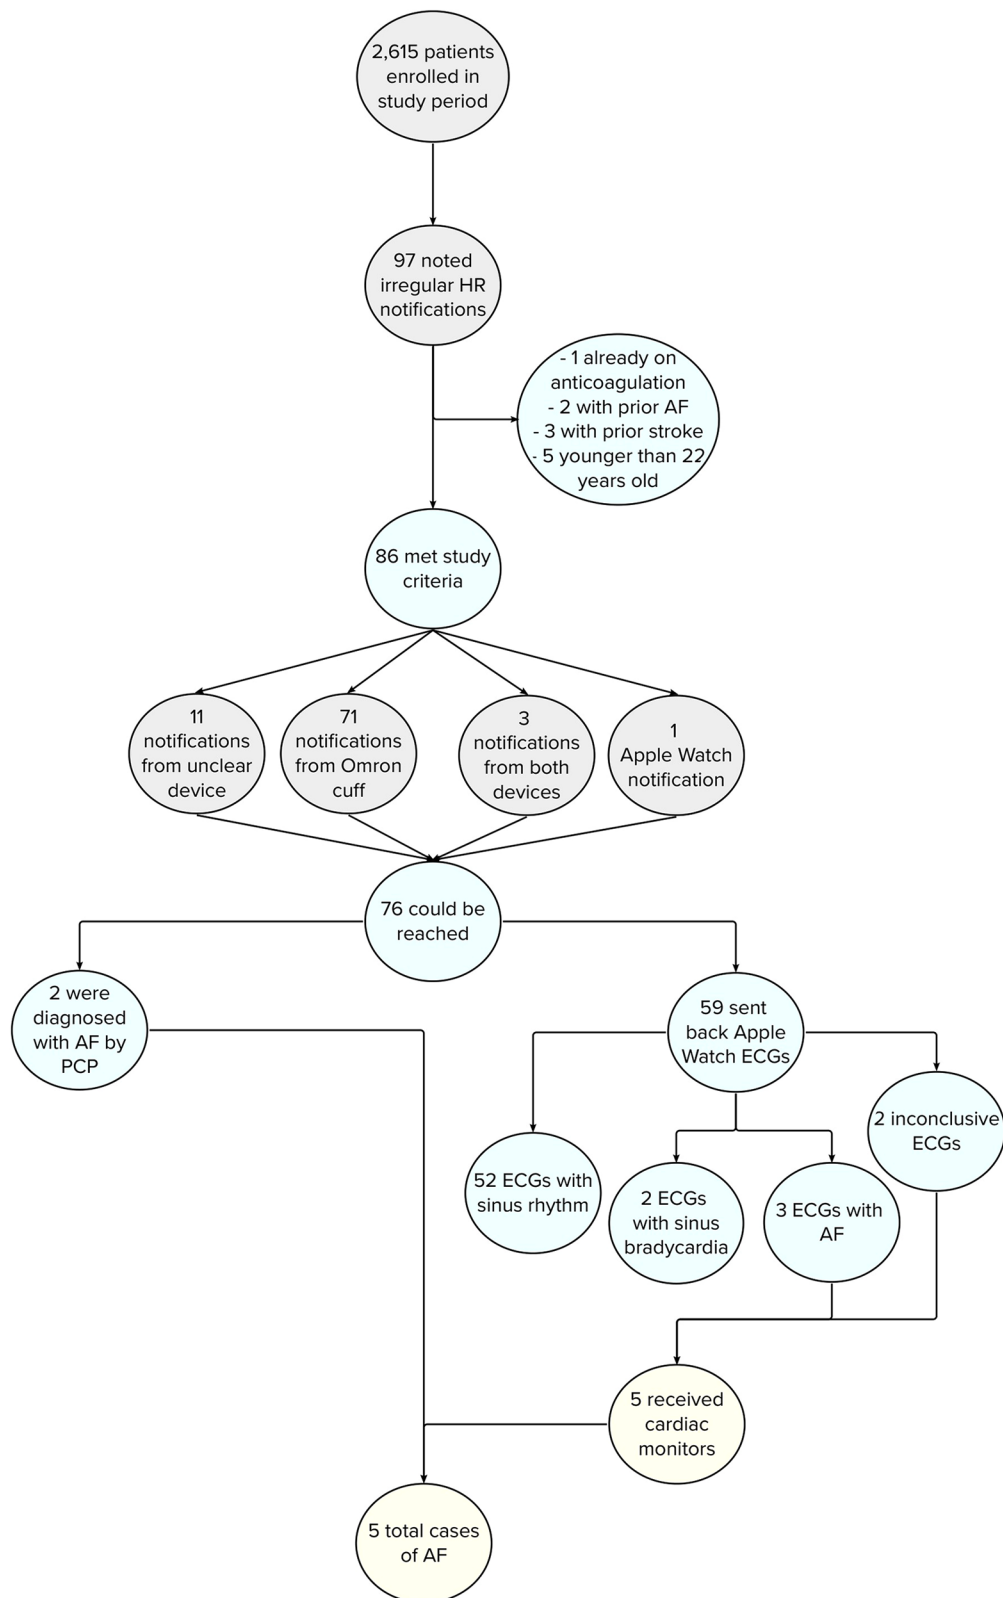 2,615 patients
enrolled in
study period
97 noted
irregular HR
notifications
- 1 already on
anticoagulation
- 2 with prior AF
- 3 with prior stroke
- 5 younger than 22
years old
86 met study
criteria
11
notifications
from unclear
device
71
notifications
from Omron
cuff
3
notifications
from both
devices
1
Apple Watch
notification
76 could be
reached
2 were
diagnosed
with AF by
PCP
59 sent
back Apple
Watch ECGs
2 inconclusive
ECGs
52 ECGs with
sinus rhythm
2 ECGs
with sinus
bradycardia
3 ECGs with
AF
5 received
cardiac
monitors
5 total cases
of AF